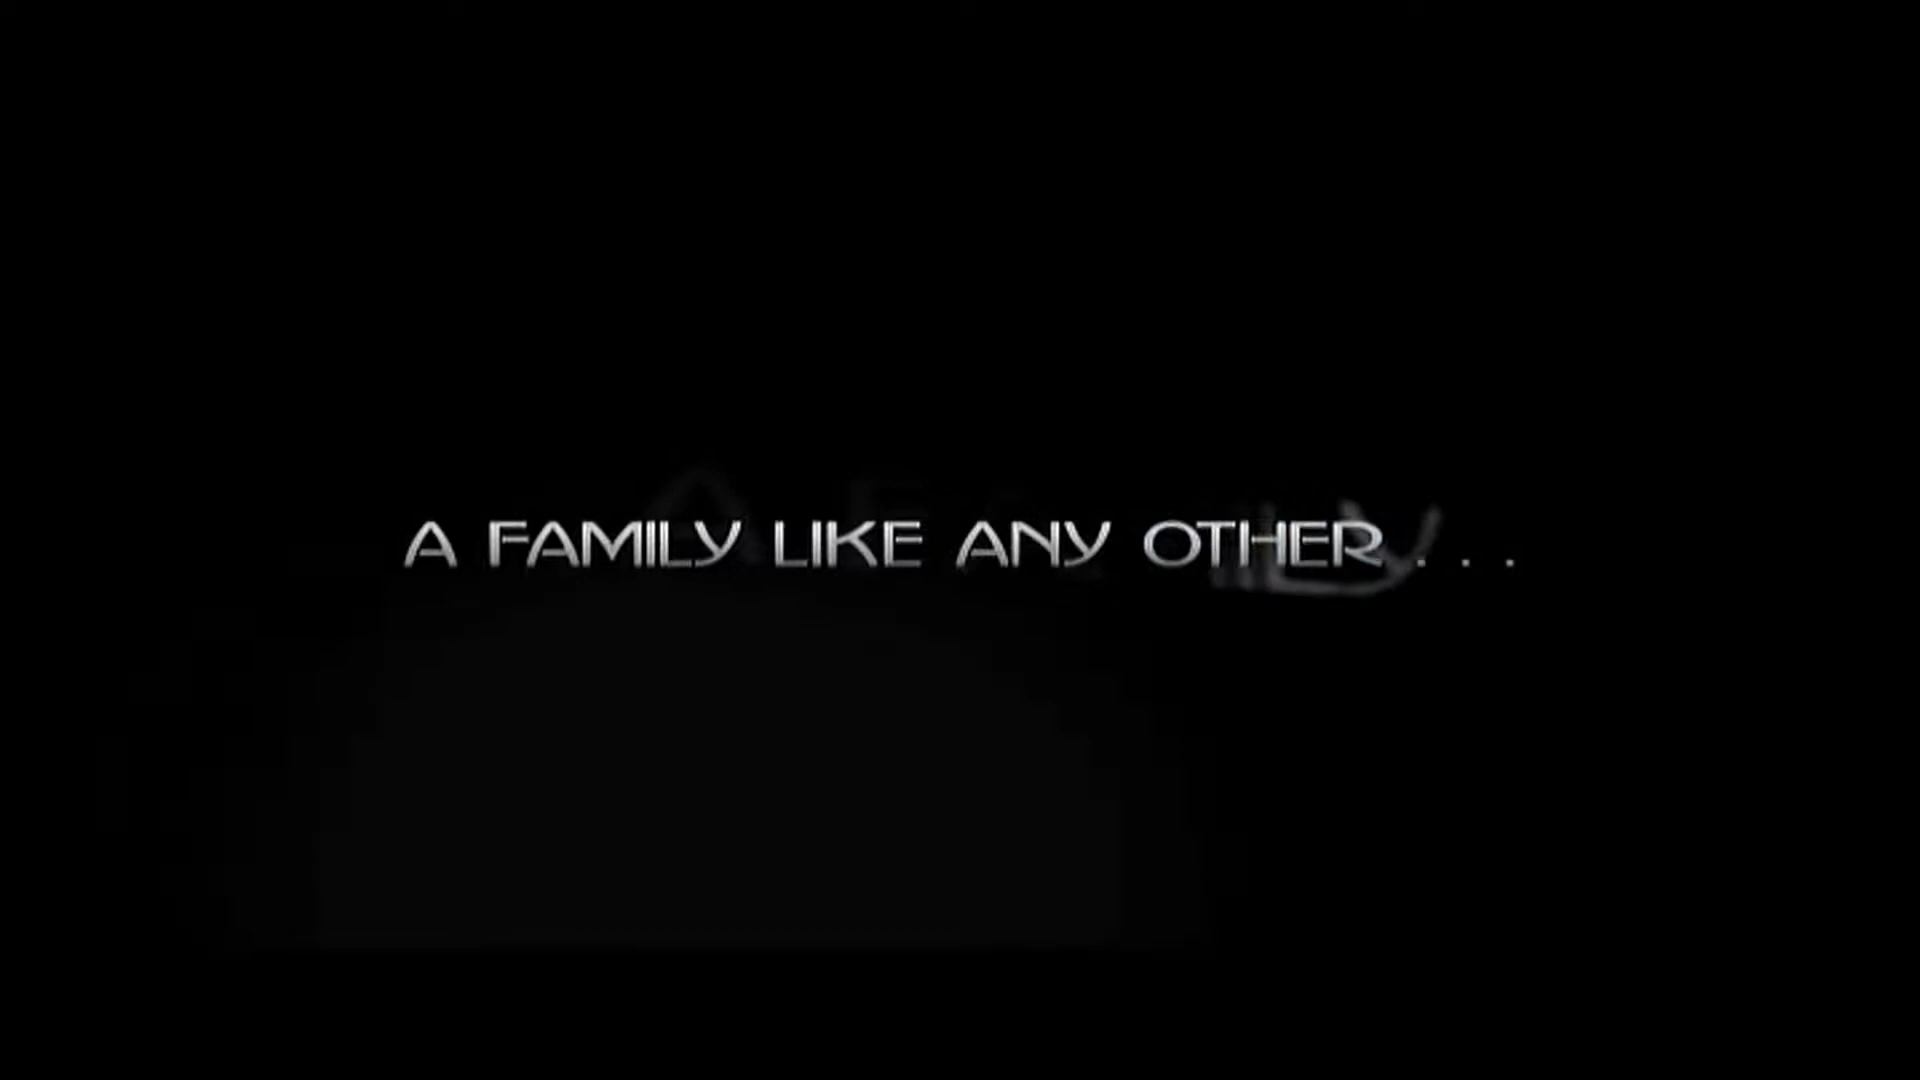 A FAMILY LIKE ANY OTHER . . .